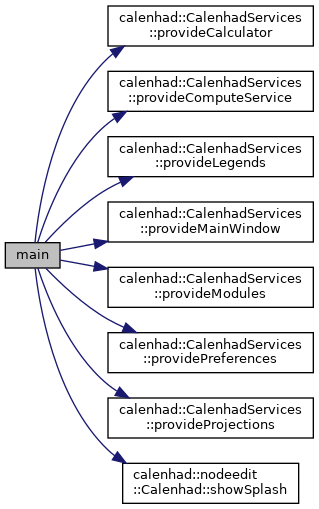 calenhad::CalenhadServices
::provideCalculator
calenhad::CalenhadServices
::provideComputeService
calenhad::CalenhadServices
::provideLegends
calenhad::CalenhadServices
::provideMainWindow
main
calenhad::CalenhadServices
::provideModules
calenhad::CalenhadServices
::providePreferences
calenhad::CalenhadServices
::provideProjections
calenhad::nodeedit
::Calenhad::showSplash